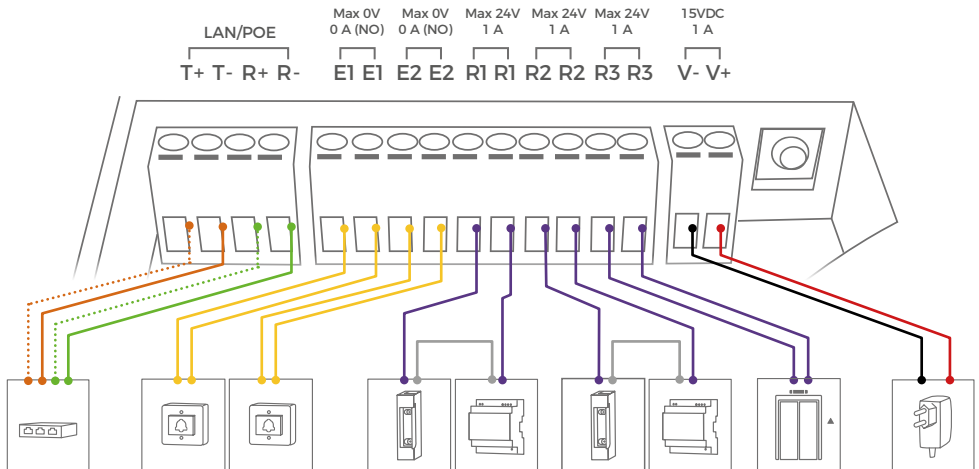 LAN/POE
T+ T- R+ R-
Max 0V
0 A (NO)
E1 E1
Max 0V
0 A (NO)
E2 E2
Max 24V
1 A
R1 R1
Max 24V
1 A
R2 R2
Max 24V
1 A
R3 R3
15VDC
1 A
V- V+